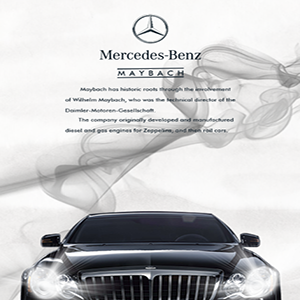 Mercedes-Benz
MAYBACH
Maybach has historic roots through the involvement
of Wilhelm Maybach, who was the technical director of the
Daimler-Motoren-Gesellschaft.
The company originally developed and manufactured
diesel and gas engines for Zeppelins, and then rail cars.